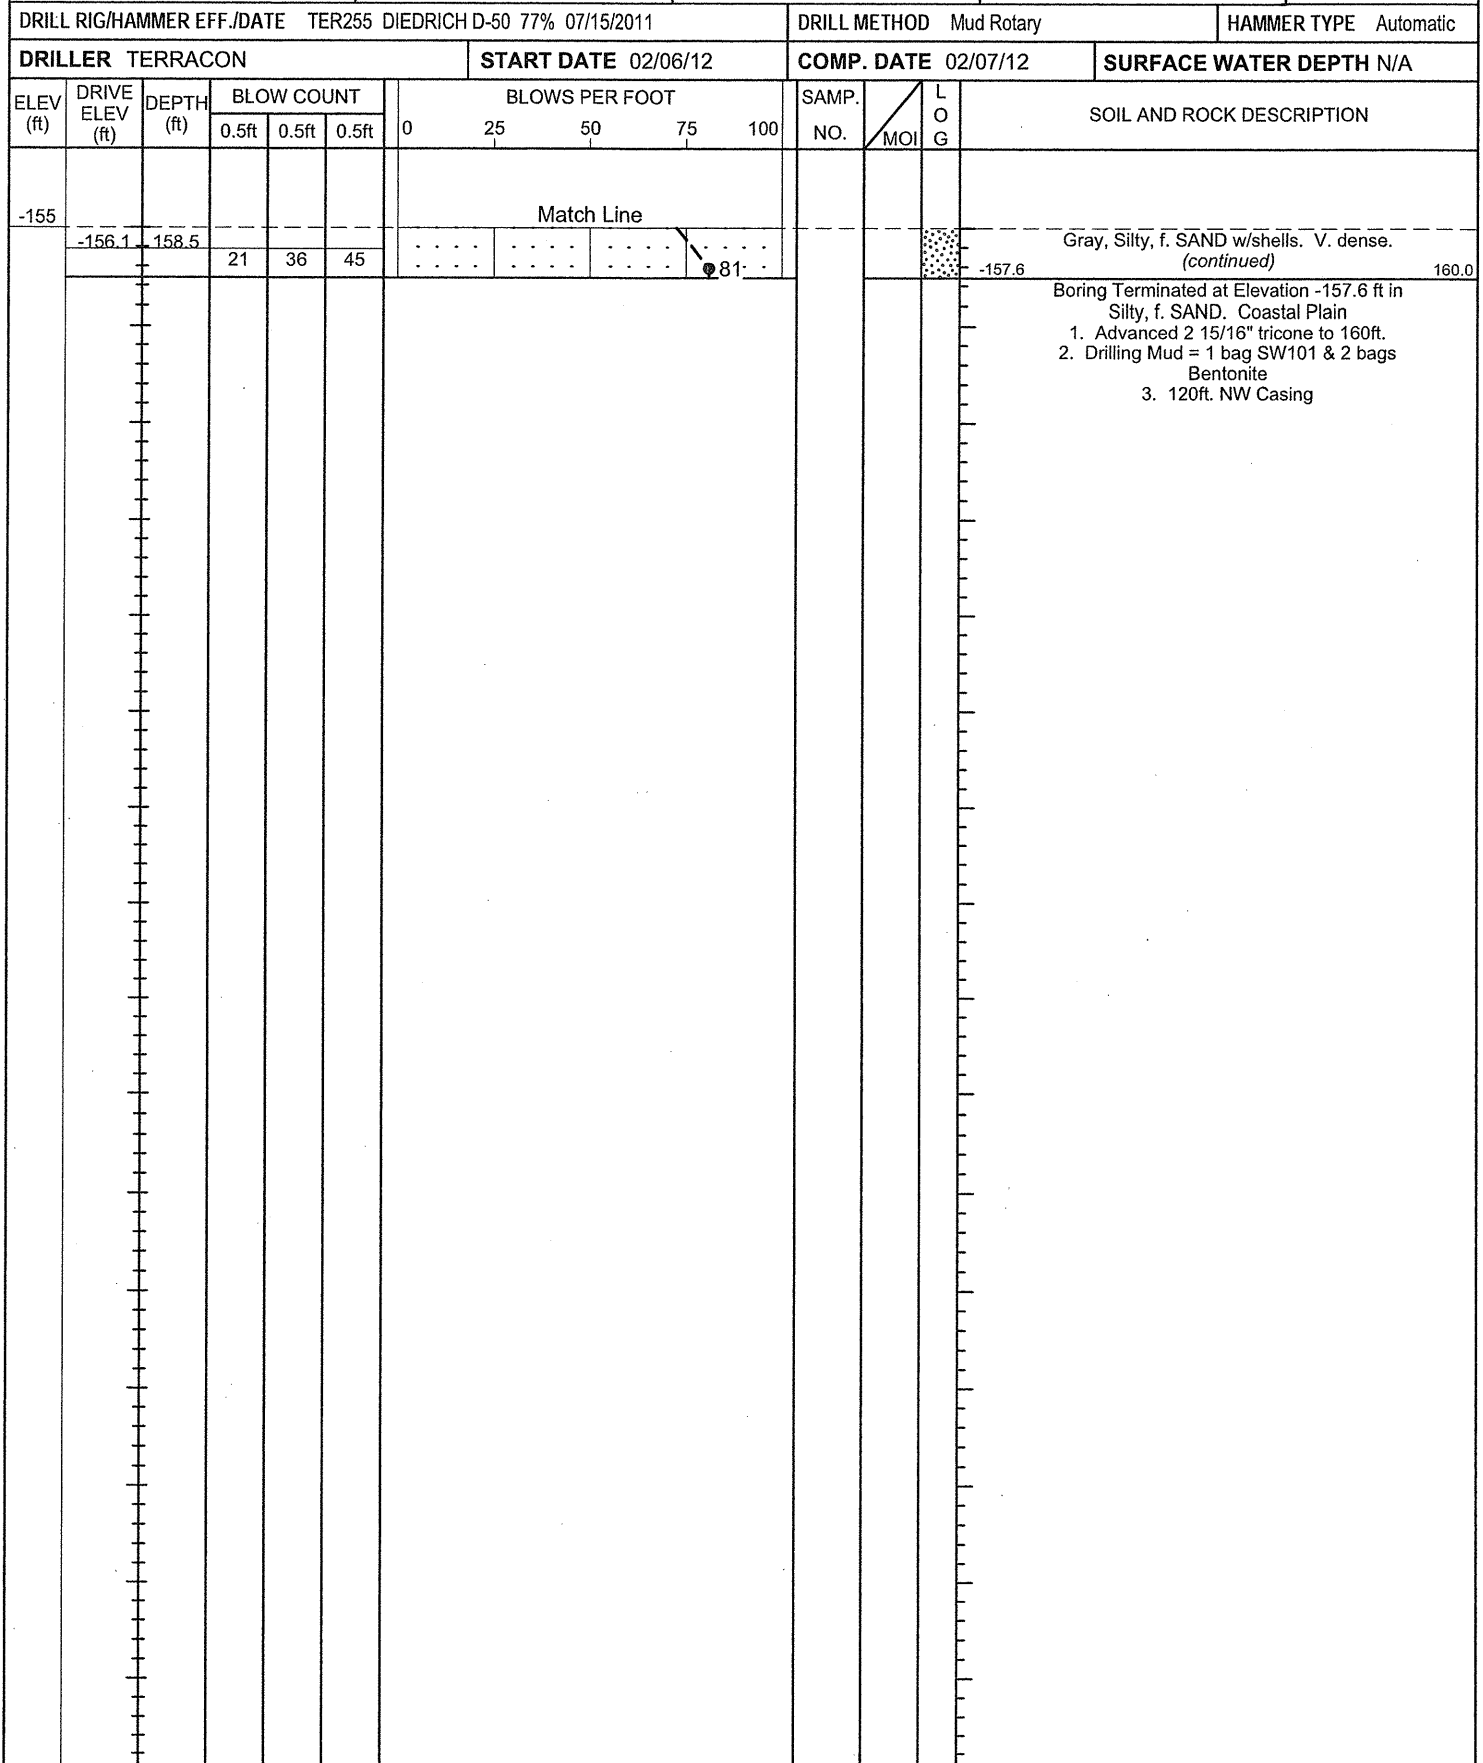 DRILL RIG/HAMMER EFF./DATE TER255 DIEDRICH D-50 77% 07/15/2011 DRILL METHOD Mud Rotary HAMMER TYPE Automatic
DRILLER TERRACON START DATE 02/06/12 COMP. DATE 02/07/12 SURFACE WATER DEPTH N/A
ELEV (ft) DRIVE ELEV (ft) DEPTH (ft) BLOW COUNT BLOWS PER FOOT SAMP. NO. MOI LOG SOIL AND ROCK DESCRIPTION
0.5ft 0.5ft 0.5ft 0 25 50 75 100
-155 Match Line
-156.1 158.5 Gray, Silty, f. SAND w/shells. V. dense.
21 36 45 81 -157.6 (continued) 160.0
Boring Terminated at Elevation -157.6 ft in
Silty, f. SAND. Coastal Plain
1. Advanced 2 15/16" tricone to 160ft.
2. Drilling Mud = 1 bag SW101 & 2 bags
Bentonite
3. 120ft. NW Casing